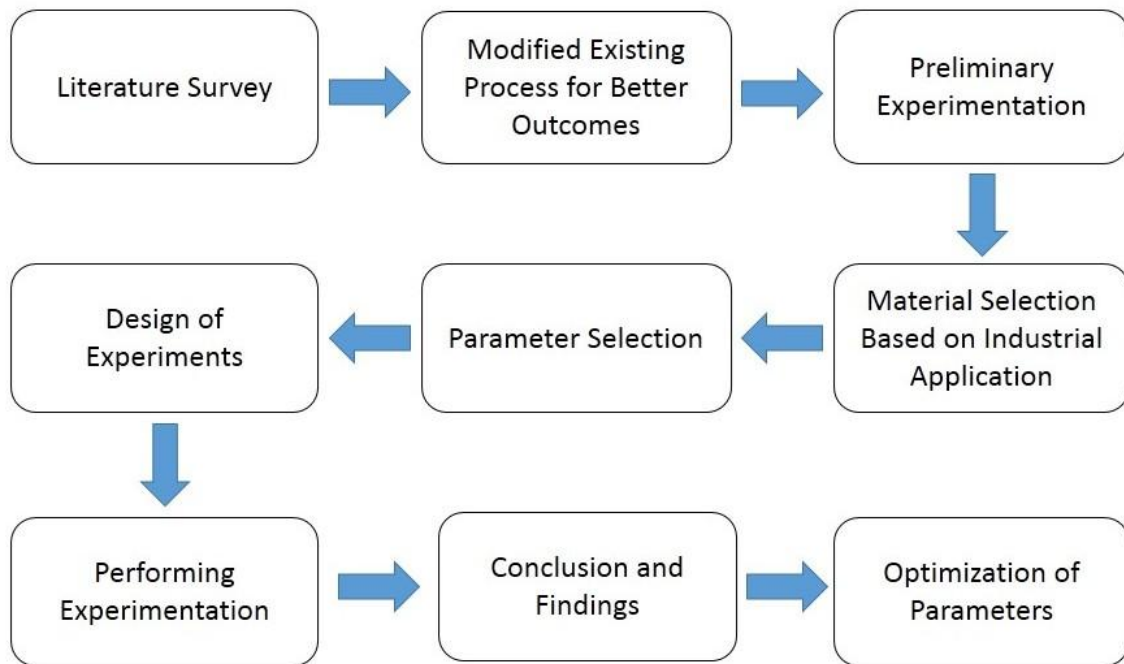 Literature Survey
Modified Existing
Process for Better
Outcomes
Preliminary
Experimentation
Material Selection
Based on Industrial
Application
Parameter Selection
Design of
Experiments
Performing
Experimentation
Conclusion and
Findings
Optimization of
Parameters